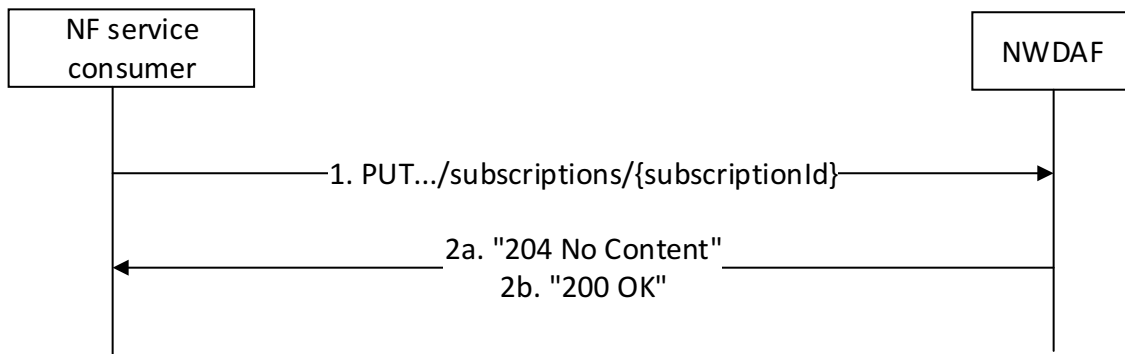 NF service
consumer
NWDAF
1. PUT.../subscriptions/{subscriptionId}
2a. "204 No Content"
2b. "200 OK"